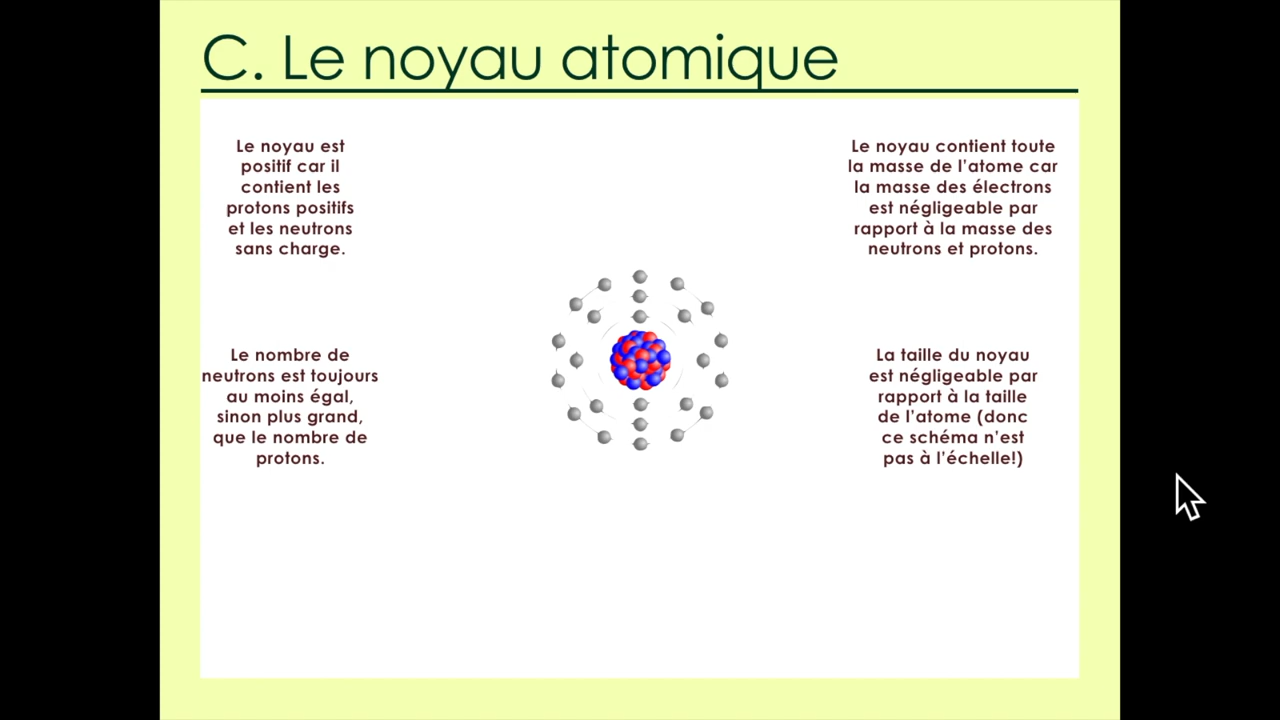 C. Le noyau atomique
Le noyau est
positif car il
contient les
protons positifs
et les neutrons
sans charge.
Le noyau contient toute
la masse de l'atome car
la masse des électrons
est négligeable par
rapport à la masse des
neutrons et protons.
Le nombre de
neutrons est toujours
au moins égal,
sinon plus grand,
que le nombre de
protons.
La taille du noyau
est négligeable par
rapport à la taille
de l'atome (donc
ce schéma n'est
pas à l'échelle!)